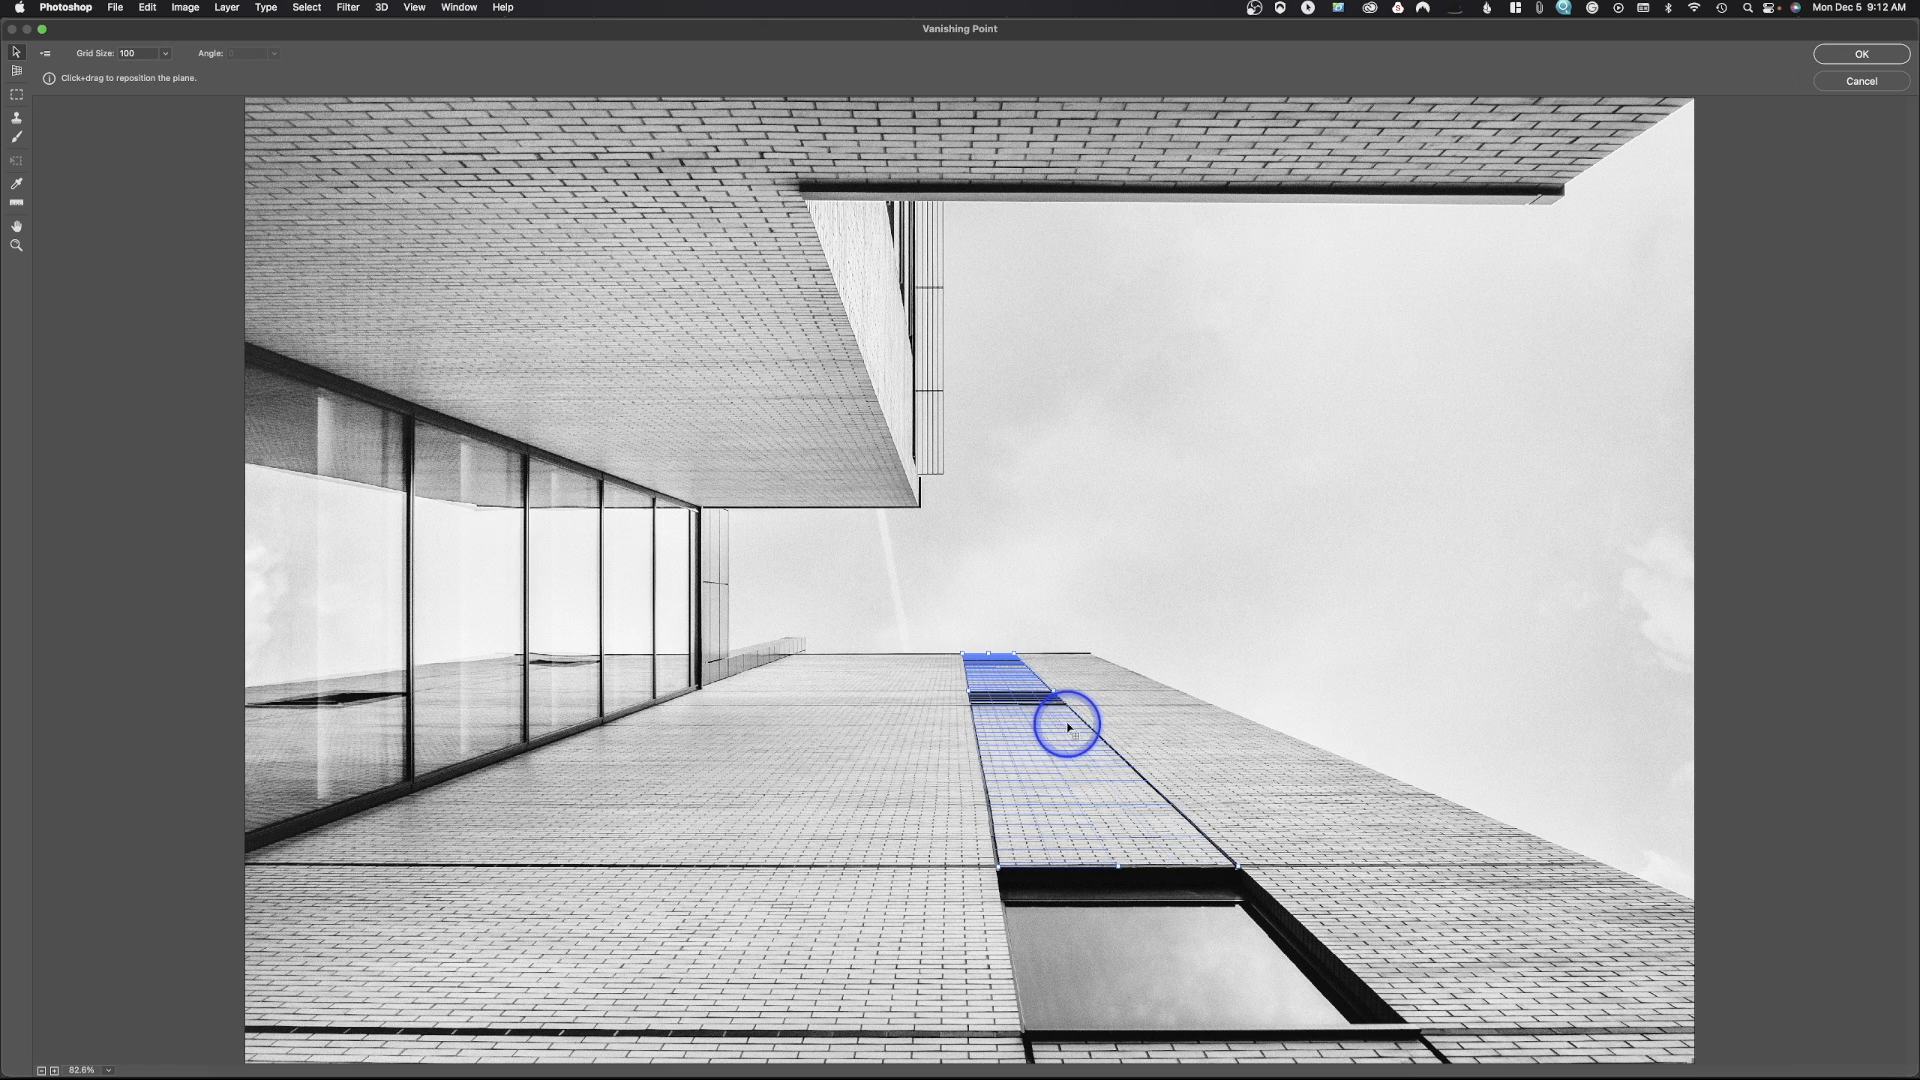 Photoshop File Edit Image Layer Type Select Filter 3D View Window Help Mon Dec 5 9:12 AM
Vanishing Point
Grid Size: 100 Angle: OK
Click+drag to reposition the plane. Cancel
82.6%